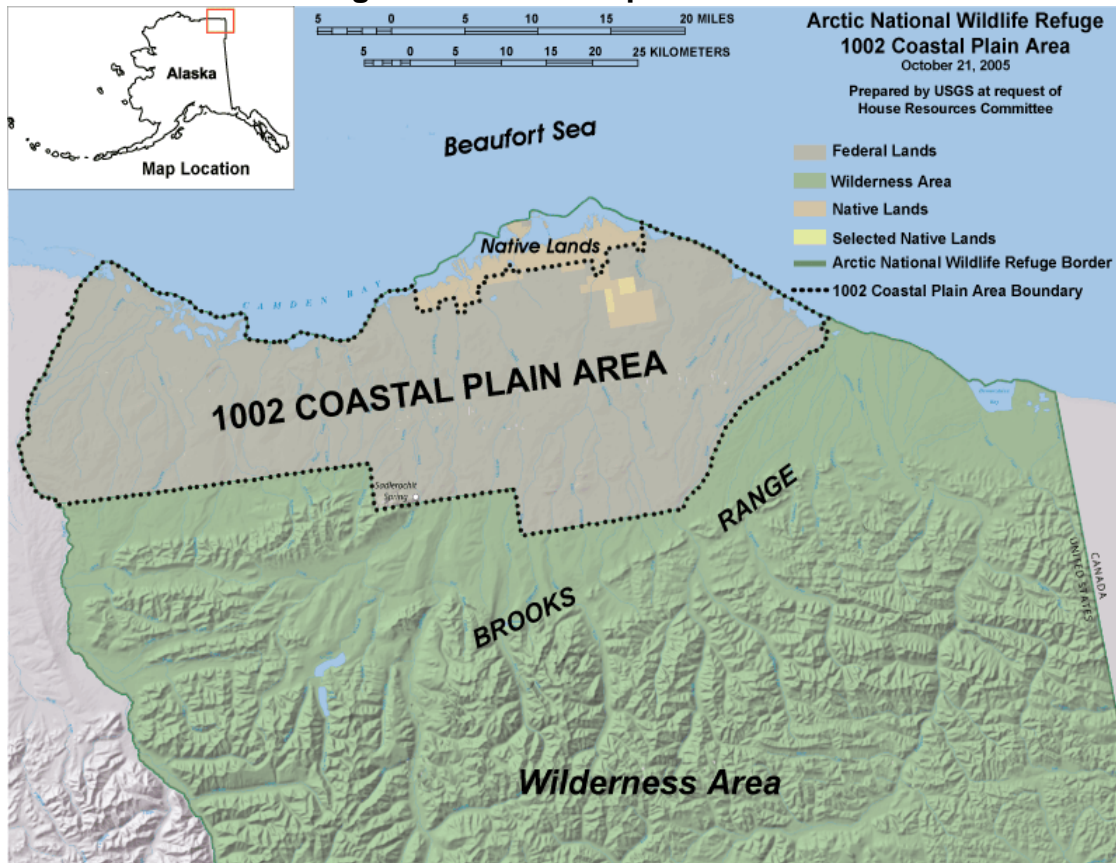 5 0 5 10 15 20 MILES
5 0 5 10 15 20 25 KILOMETERS
Alaska
Map Location
Arctic National Wildlife Refuge
1002 Coastal Plain Area
October 21, 2005
Prepared by USGS at request of
House Resources Committee
Federal Lands
Wilderness Area
Native Lands
Selected Native Lands
Arctic National Wildlife Refuge Border
1002 Coastal Plain Area Boundary
Beaufort Sea
Native Lands
CAMDEN BAY
1002 COASTAL PLAIN AREA
Sadlerochit
Spring
BROOKS RANGE
CANADA
UNITED STATES
Wilderness Area